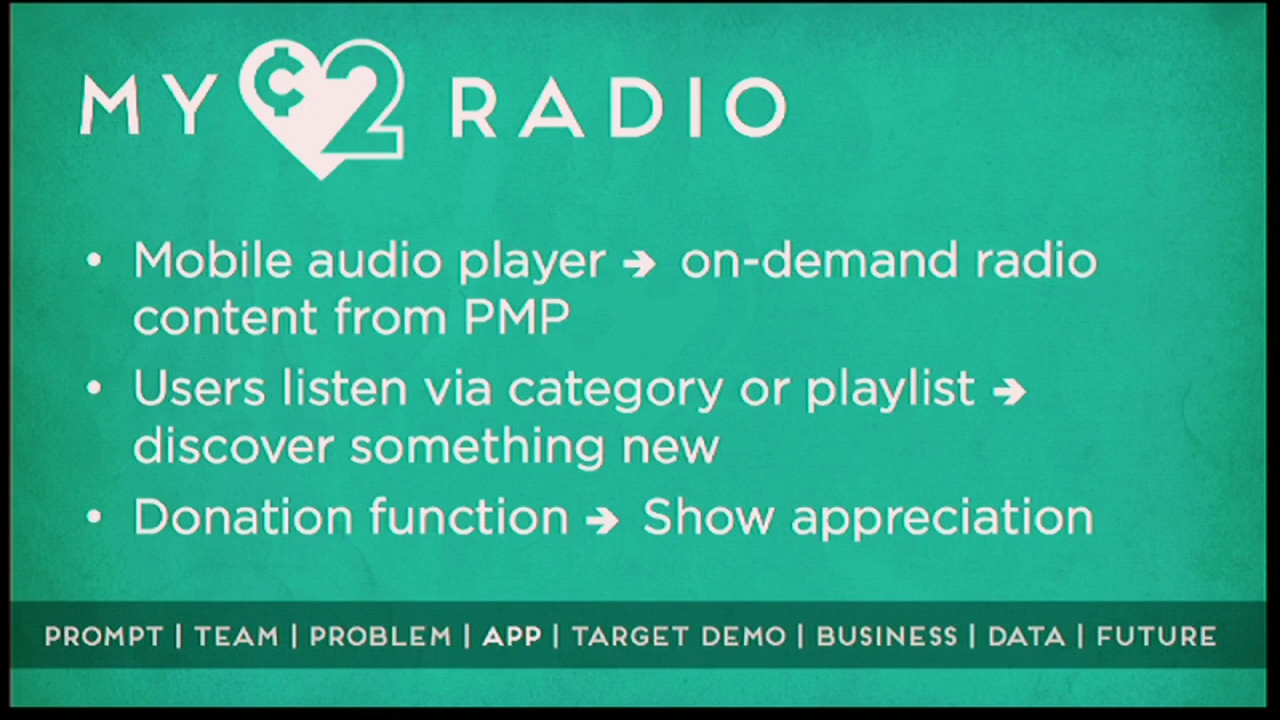 MY ¢2 RADIO
• Mobile audio player ➔ on-demand radio
content from PMP
• Users listen via category or playlist ➔
discover something new
• Donation function ➔ Show appreciation
PROMPT | TEAM | PROBLEM | APP | TARGET DEMO | BUSINESS | DATA | FUTURE